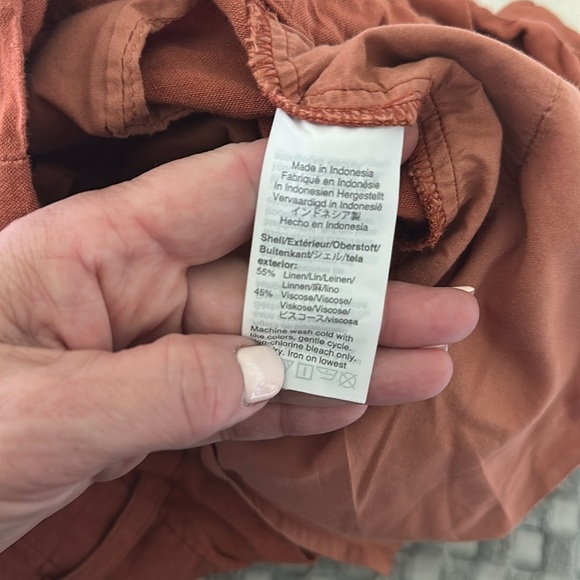 Made in Indonesia
Fabriqué en Indonésie
In Indonesien Hergestellt
Vervaardigd in Indonesië
インドネシア製
Hecho en Indonesia
Shell/Extérieur/Oberstoff/
Buitenkant/シェル/tela
exterior:
55% Linen/Lin/Leinen/
Linnen/麻/lino
45% Viscose/Viscose/
Viskose/Viscose/
ビスコース/viscosa
Machine wash cold with
like colors, gentle cycle.
bleach only.
Iron on lowest